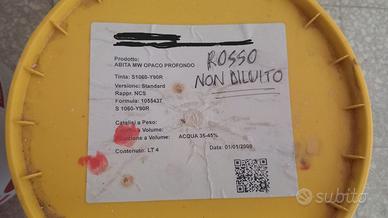 Prodotto:
ABITA MW OPACO PROFONDO
Tinta: S1060-Y90R
Versione: Standard
Rappr. NCS
Formula: 1055437
S 1060-Y90R
Catalisi a Peso:
a Volume:
a Volume: ACQUA 35-45%
Contenuto: LT 4
Data: 01/01/2009
ROSSO
NON DILUITO
subito